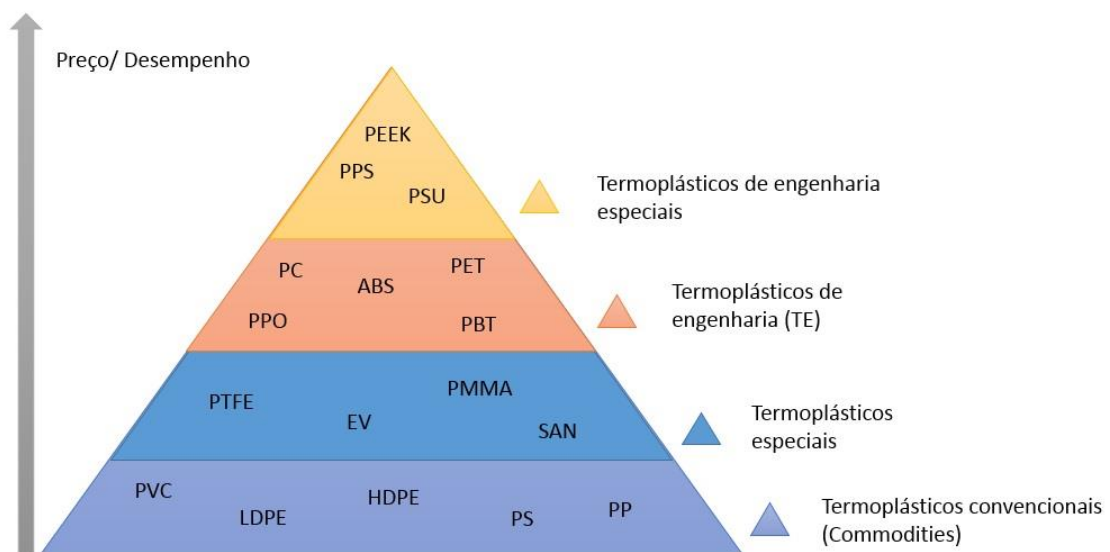 Preço/ Desempenho
PEEK
PPS
PSU
Termoplásticos de engenharia
especiais
PC
ABS
PET
PPO
PBT
Termoplásticos de
engenharia (TE)
PTFE
EV
PMMA
SAN
Termoplásticos
especiais
PVC
LDPE
HDPE
PS
PP
Termoplásticos convencionais
(Commodities)